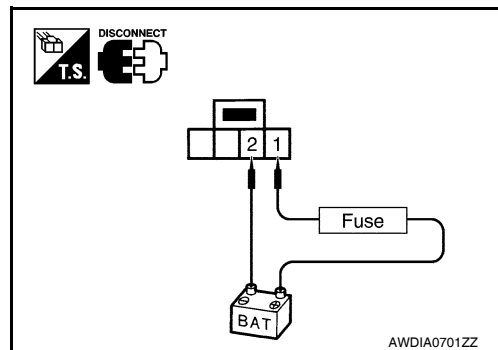 DISCONNECT
T.S.
2 1
Fuse
⊖ ⊕
BAT
AWDIA0701ZZ